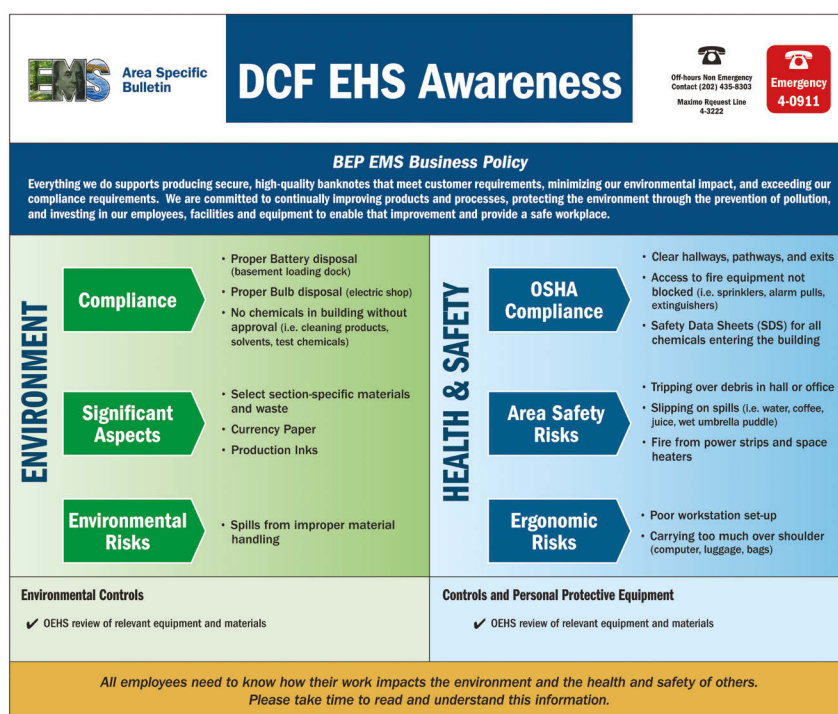 EMS
Area Specific
Bulletin
DCF EHS Awareness
Off-hours Non Emergency
Contact (202) 435-8303
Maximo Rqeuest Line
4-3222
Emergency
4-0911
BEP EMS Business Policy
Everything we do supports producing secure, high-quality banknotes that meet customer requirements, minimizing our environmental impact, and exceeding our
compliance requirements. We are committed to continually improving products and processes, protecting the environment through the prevention of pollution,
and investing in our employees, facilities and equipment to enable that improvement and provide a safe workplace.
ENVIRONMENT
Compliance
• Proper Battery disposal
(basement loading dock)
• Proper Bulb disposal (electric shop)
• No chemicals in building without
approval (i.e. cleaning products,
solvents, test chemicals)
Significant
Aspects
• Select section-specific materials
and waste
• Currency Paper
• Production Inks
Environmental
Risks
• Spills from improper material
handling
Environmental Controls
✔ OEHS review of relevant equipment and materials
HEALTH & SAFETY
OSHA
Compliance
• Clear hallways, pathways, and exits
• Access to fire equipment not
blocked (i.e. sprinklers, alarm pulls,
extinguishers)
• Safety Data Sheets (SDS) for all
chemicals entering the building
Area Safety
Risks
• Tripping over debris in hall or office
• Slipping on spills (i.e. water, coffee,
juice, wet umbrella puddle)
• Fire from power strips and space
heaters
Ergonomic
Risks
• Poor workstation set-up
• Carrying too much over shoulder
(computer, luggage, bags)
Controls and Personal Protective Equipment
✔ OEHS review of relevant equipment and materials
All employees need to know how their work impacts the environment and the health and safety of others.
Please take time to read and understand this information.